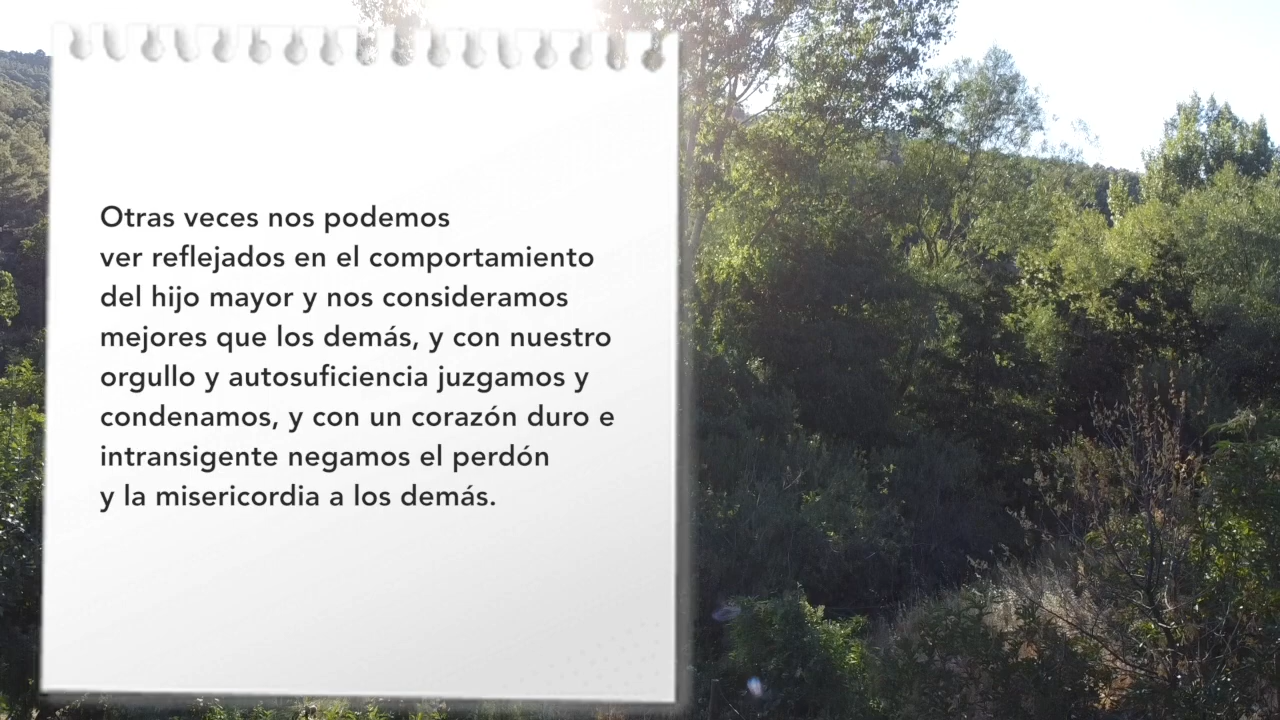 Otras veces nos podemos
ver reflejados en el comportamiento
del hijo mayor y nos consideramos
mejores que los demás, y con nuestro
orgullo y autosuficiencia juzgamos y
condenamos, y con un corazón duro e
intransigente negamos el perdón
y la misericordia a los demás.